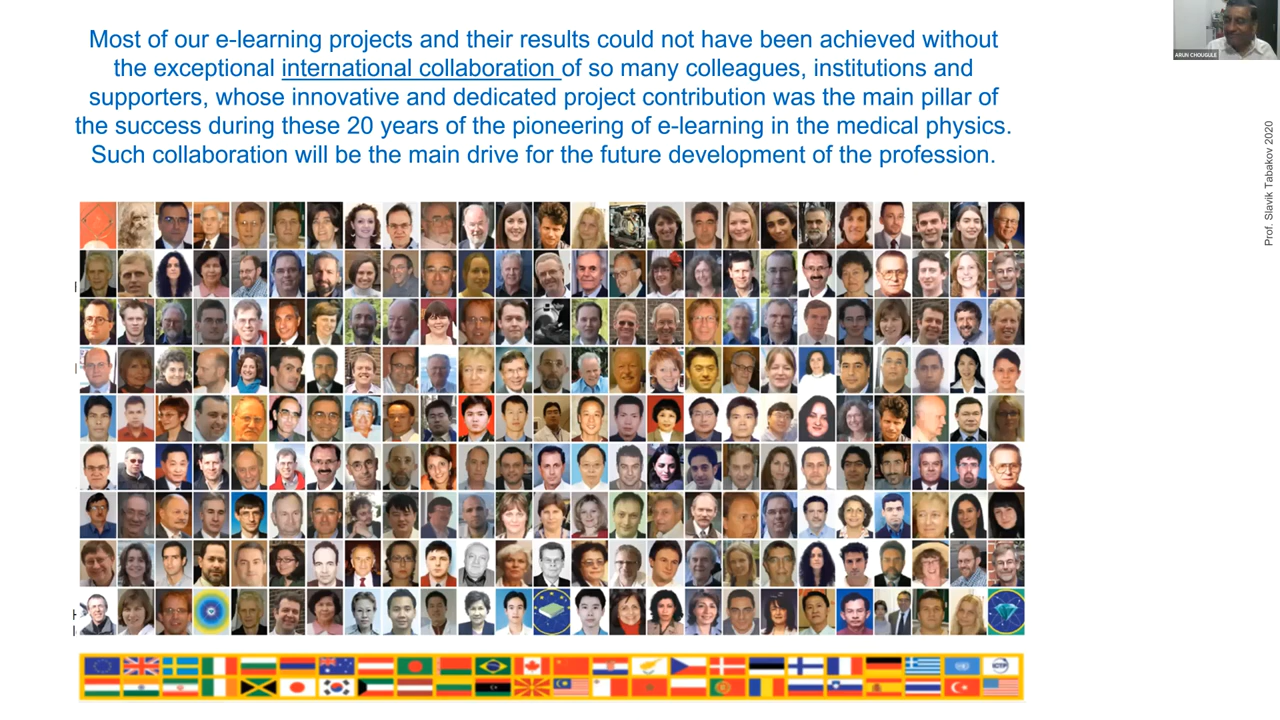 Most of our e-learning projects and their results could not have been achieved without
the exceptional international collaboration of so many colleagues, institutions and
supporters, whose innovative and dedicated project contribution was the main pillar of
the success during these 20 years of the pioneering of e-learning in the medical physics.
Such collaboration will be the main drive for the future development of the profession.
ARUN CHOUGULE
Prof. Slavik Tabakov 2020
ICTP